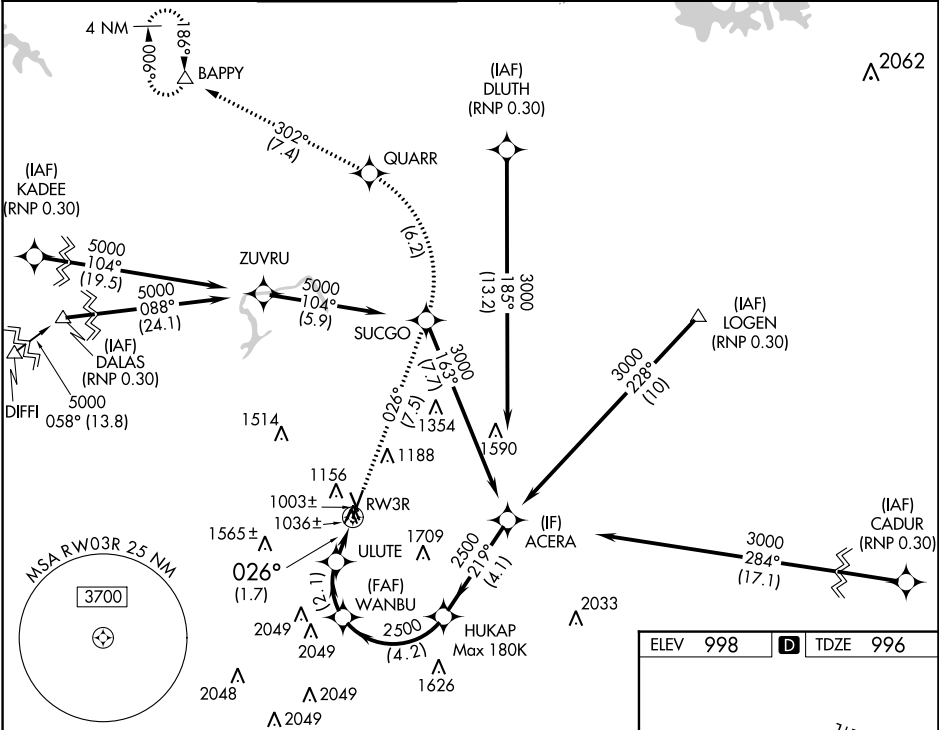 4 NM
006°
186°
BAPPY
302°
(7.4)
QUARR
(6.2)
(IAF)
DLUTH
(RNP 0.30)
2062
(IAF)
KADEE
(RNP 0.30)
5000
104°
(19.5)
ZUVRU
5000
104°
(5.9)
3000
185°
(13.2)
5000
088°
(24.1)
(IAF)
DALAS
(RNP 0.30)
DIFFI
5000
058° (13.8)
SUCGO
3000
163°
(7.7)
(IAF)
LOGEN
(RNP 0.30)
3000
228°
(10)
026°
(7.5)
1354
1514
1590
1188
1156
1003±
RW3R
1036±
1565±
ULUTE
1709
(IF)
ACERA
(IAF)
CADUR
(RNP 0.30)
3000
284°
(17.1)
026°
(1.7)
(2.1)
(FAF)
WANBU
2500
219°
(4.1)
2500
(4.2)
HUKAP
Max 180K
2033
2049
2049
2048
2049
2049
1626
MSA RW03R 25 NM
3700
ELEV 998 D TDZE 996